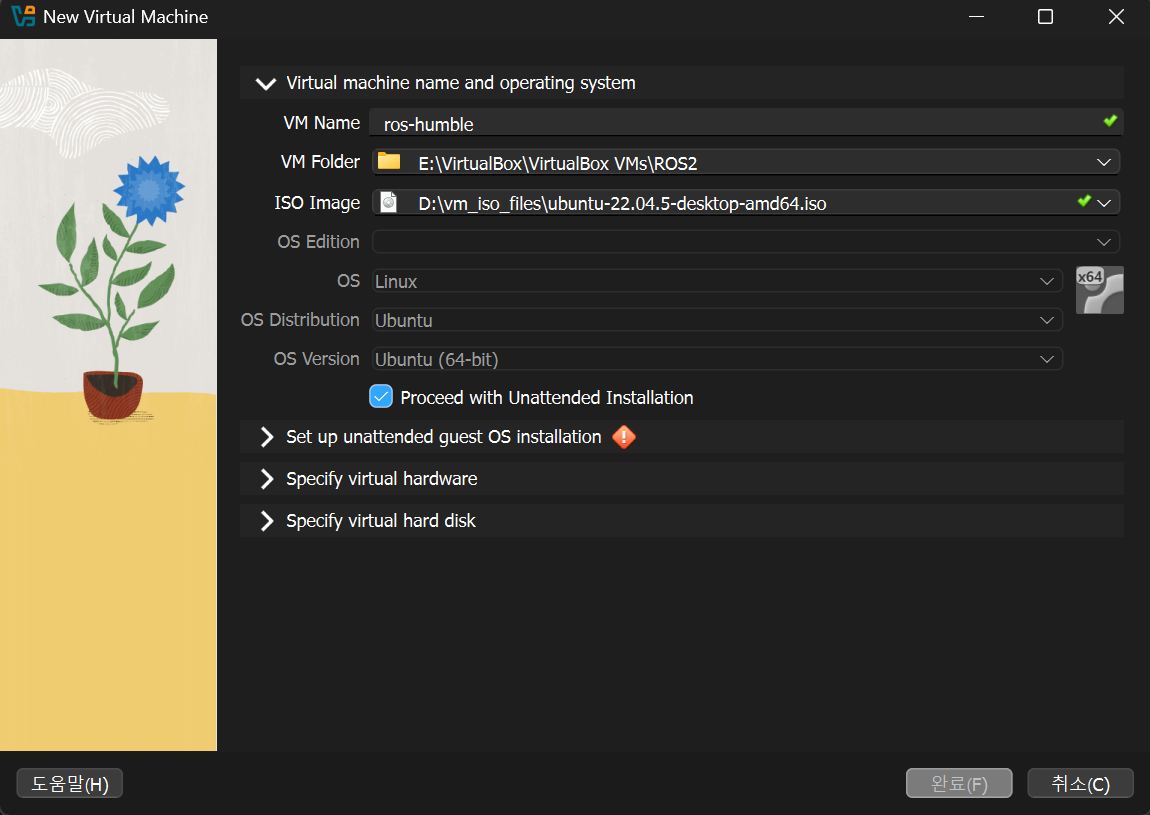 New Virtual Machine
Virtual machine name and operating system
VM Name ros-humble
VM Folder E:\VirtualBox\VirtualBox VMs\ROS2
ISO Image D:\vm_iso_files\ubuntu-22.04.5-desktop-amd64.iso
OS Edition
OS Linux
x64
OS Distribution Ubuntu
OS Version Ubuntu (64-bit)
Proceed with Unattended Installation
Set up unattended guest OS installation
Specify virtual hardware
Specify virtual hard disk
도움말(H) 완료(F) 취소(C)